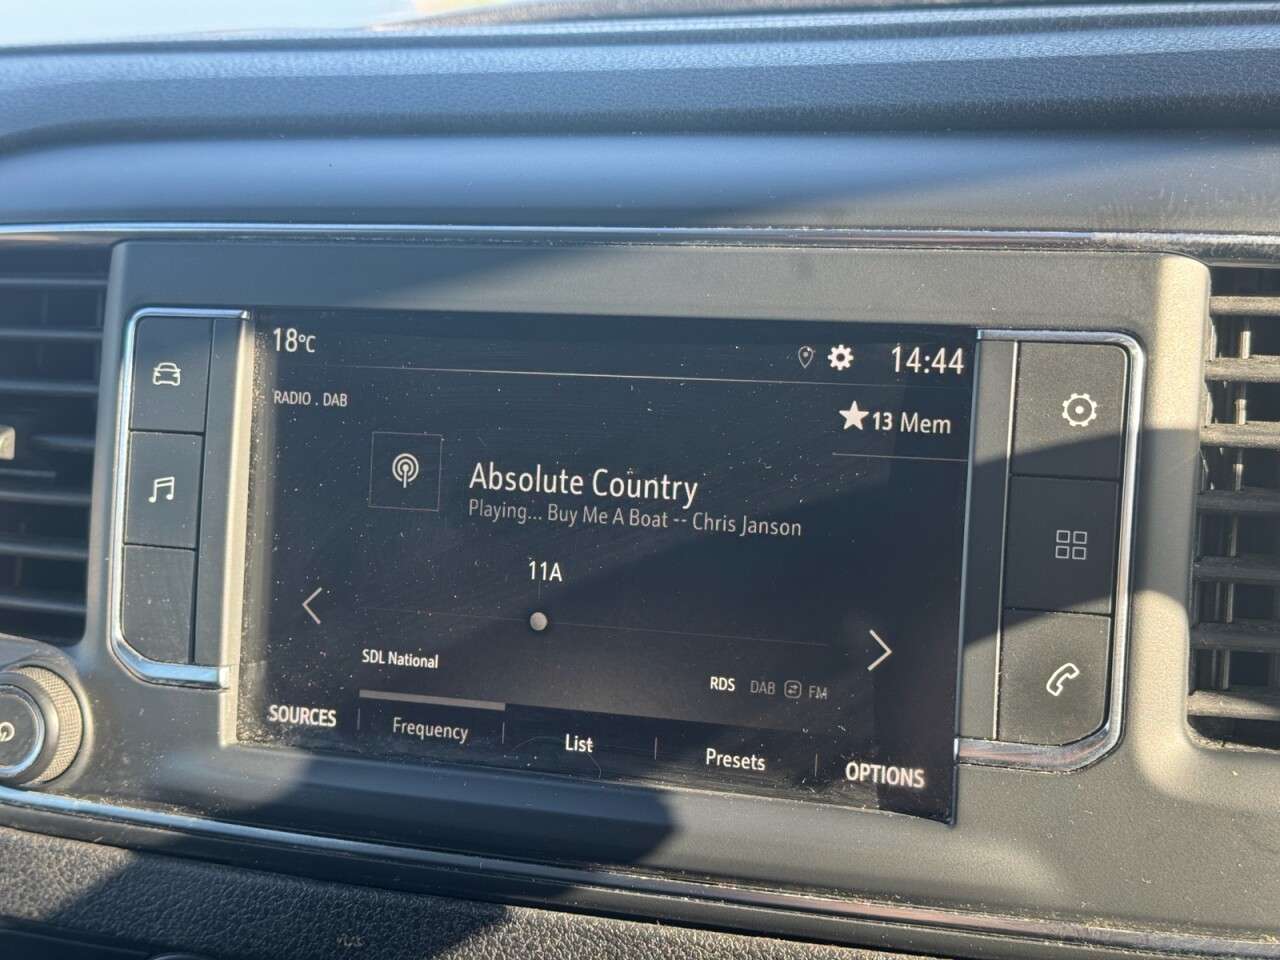 18°C
14:44
RADIO . DAB
13 Mem
Absolute Country
Playing... Buy Me A Boat -- Chris Janson
11A
SDL National
RDS DAB FM
SOURCES
Frequency
List
Presets
OPTIONS